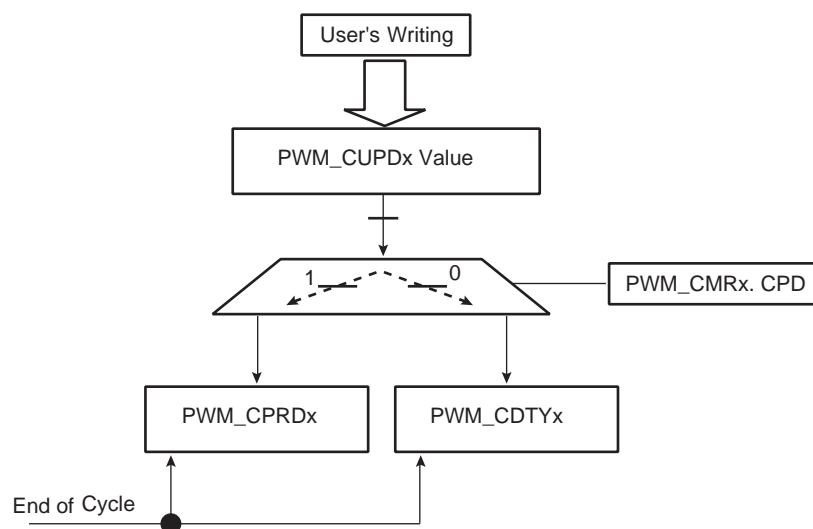 User's Writing
PWM_CUPDx Value
1
0
PWM_CMRx. CPD
PWM_CPRDx
PWM_CDTYx
End of Cycle